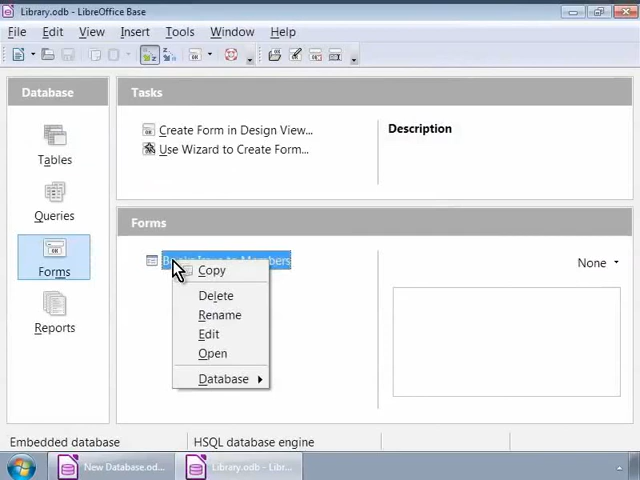 Library.odb - LibreOffice Base
File Edit View Insert Tools Window Help
Database
Tasks
Tables
Queries
Forms
Reports
Create Form in Design View...
Use Wizard to Create Form...
Description
Forms
Members
None
Copy
Delete
Rename
Edit
Open
Database
Embedded database
HSQL database engine
New Database.od...
Library.odb - Lib...